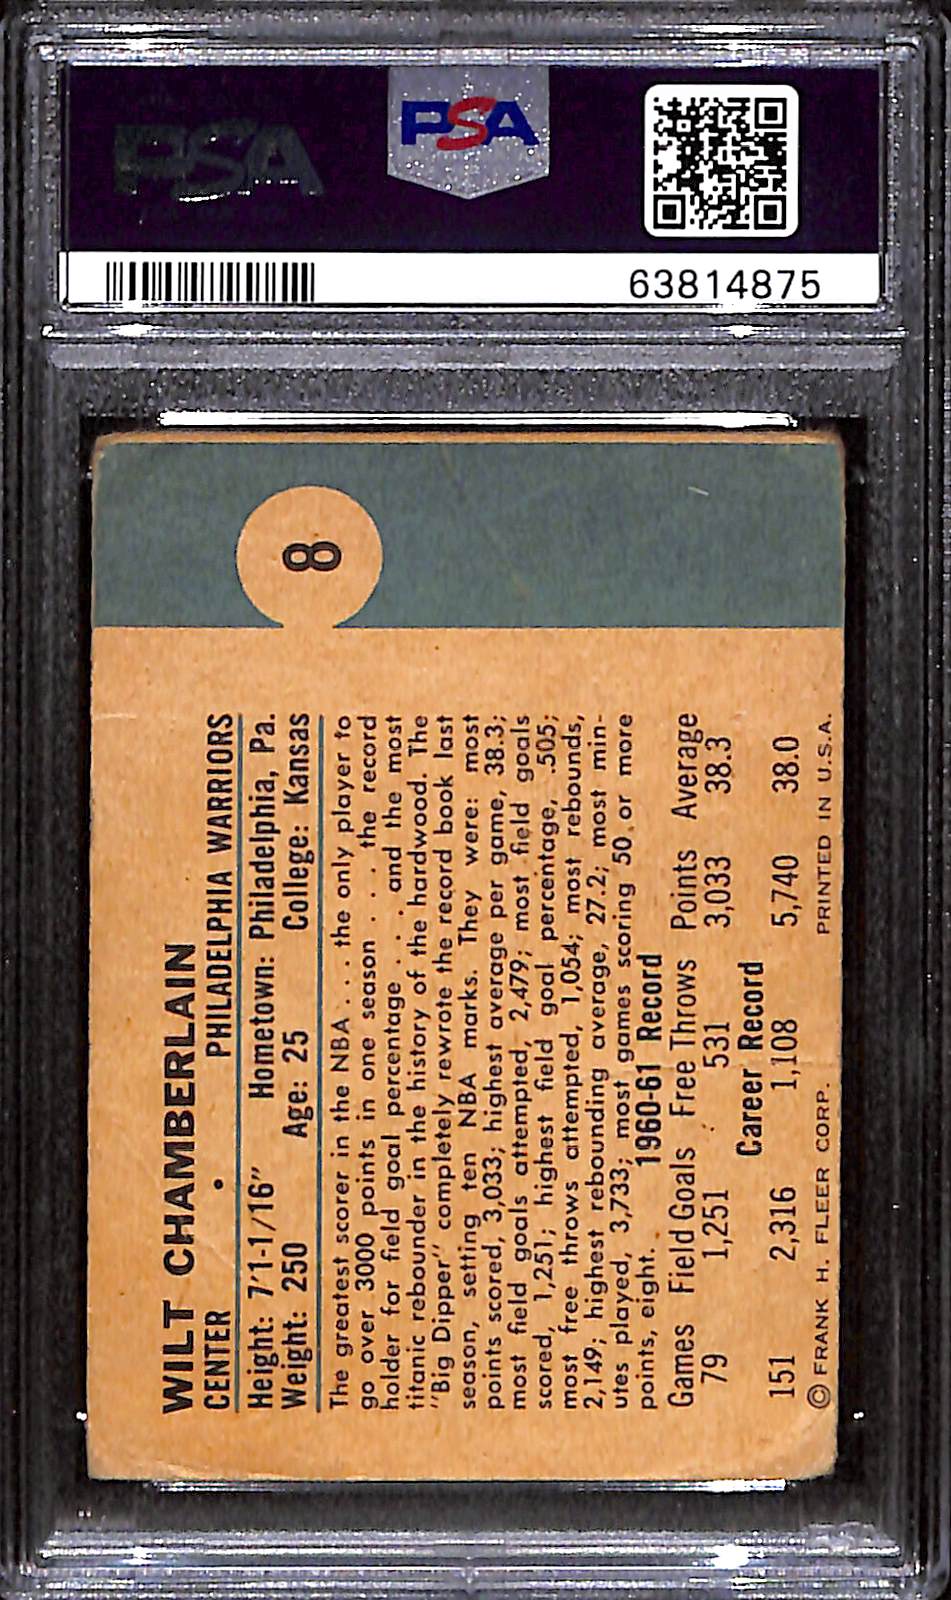 PSA
PSA
63814875
8
WILT CHAMBERLAIN
CENTER • PHILADELPHIA WARRIORS
Height: 7'1-1/16" Hometown: Philadelphia, Pa.
Weight: 250 Age: 25 College: Kansas
The greatest scorer in the NBA . . . the only player to
go over 3000 points in one season . . . the record
holder for field goal percentage . . . and the most
titanic rebounder in the history of the hardwood. The
"Big Dipper" completely rewrote the record book last
season, setting ten NBA marks. They were: most
points scored, 3,033; highest average per game, 38.3;
most field goals attempted, 2,479; most field goals
scored, 1,251; highest field goal percentage, .505;
most free throws attempted, 1,054; most rebounds,
2,149; highest rebounding average, 27.2; most min-
utes played, 3,733; most games scoring 50 or more
points, eight.
1960-61 Record
Games Field Goals Free Throws Points Average
79 1,251 531 3,033 38.3
Career Record
151 2,316 1,108 5,740 38.0
© FRANK H. FLEER CORP. PRINTED IN U.S.A.